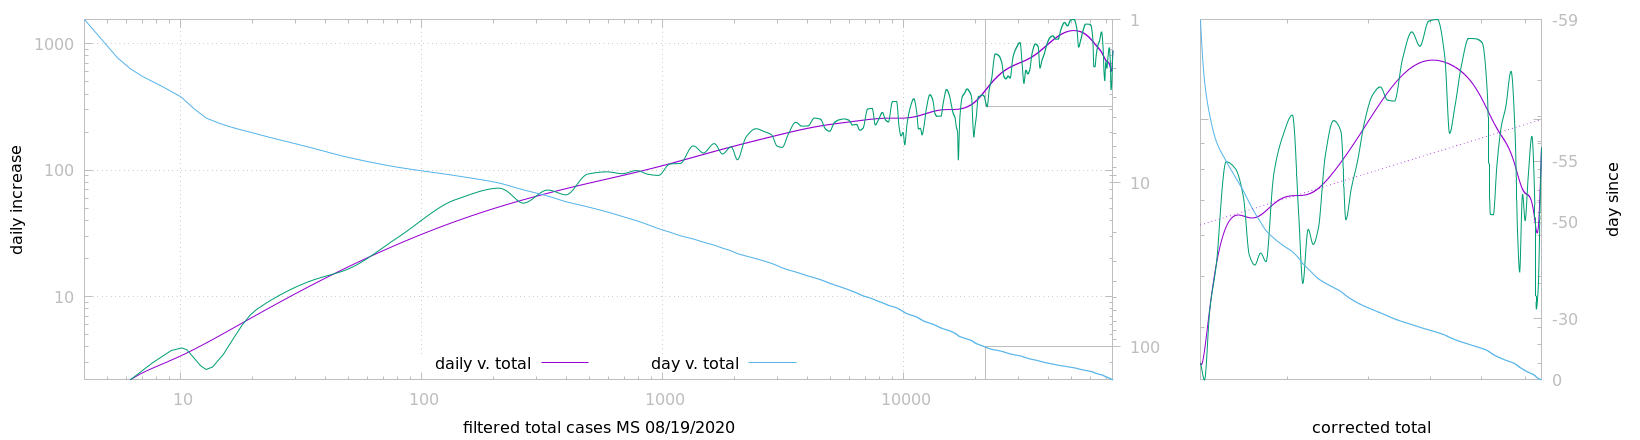 1000
100
10
daily increase
10
100
1000
10000
filtered total cases MS 08/19/2020
daily v. total
day v. total
1
10
100
-59
-55
-50
-30
0
day since
corrected total